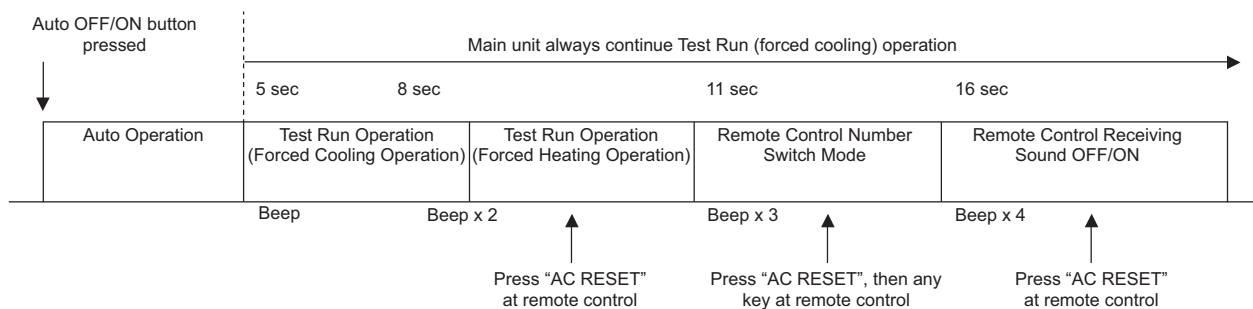 Auto OFF/ON button
pressed
Main unit always continue Test Run (forced cooling) operation
5 sec
8 sec
11 sec
16 sec
Auto Operation
Test Run Operation
(Forced Cooling Operation)
Test Run Operation
(Forced Heating Operation)
Remote Control Number
Switch Mode
Remote Control Receiving
Sound OFF/ON
Beep
Beep x 2
Beep x 3
Beep x 4
Press “AC RESET”
at remote control
Press “AC RESET”, then any
key at remote control
Press “AC RESET”
at remote control